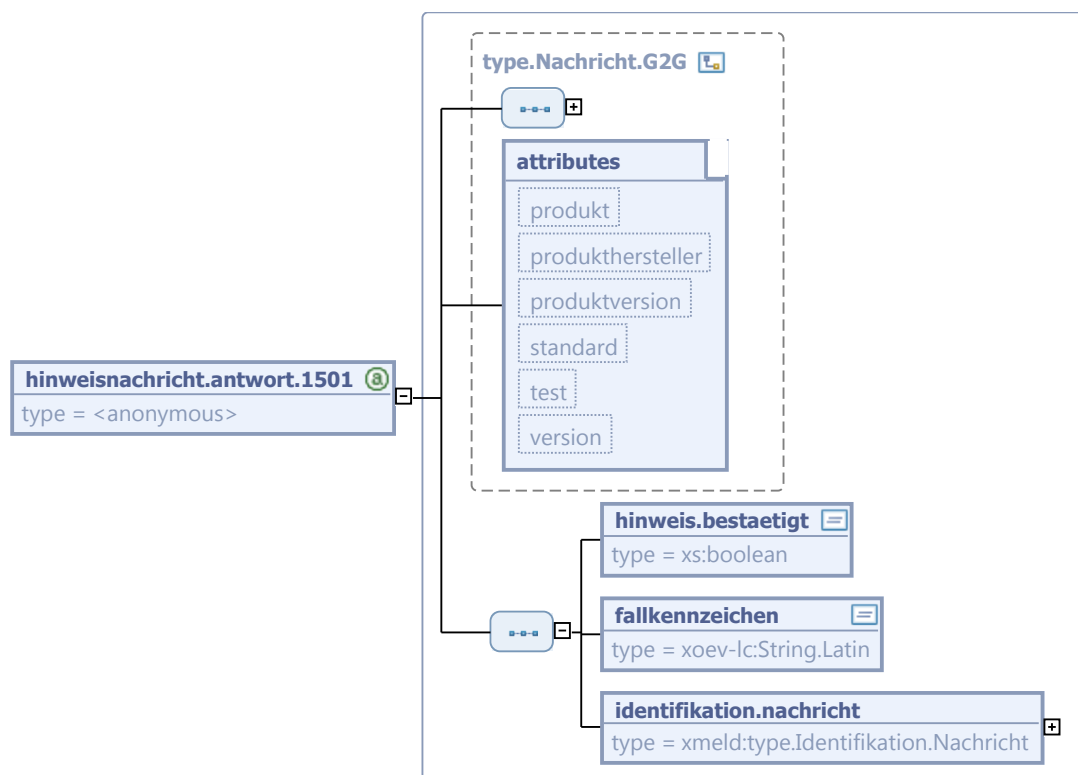 type.Nachricht.G2G
attributes
produkt
produkthersteller
produktversion
standard
test
version
hinweisnachricht.antwort.1501
type = <anonymous>
hinweis.bestaetigt
type = xs:boolean
fallkennzeichen
type = xoev-lc:String.Latin
identifikation.nachricht
type = xmeld:type.Identifikation.Nachricht